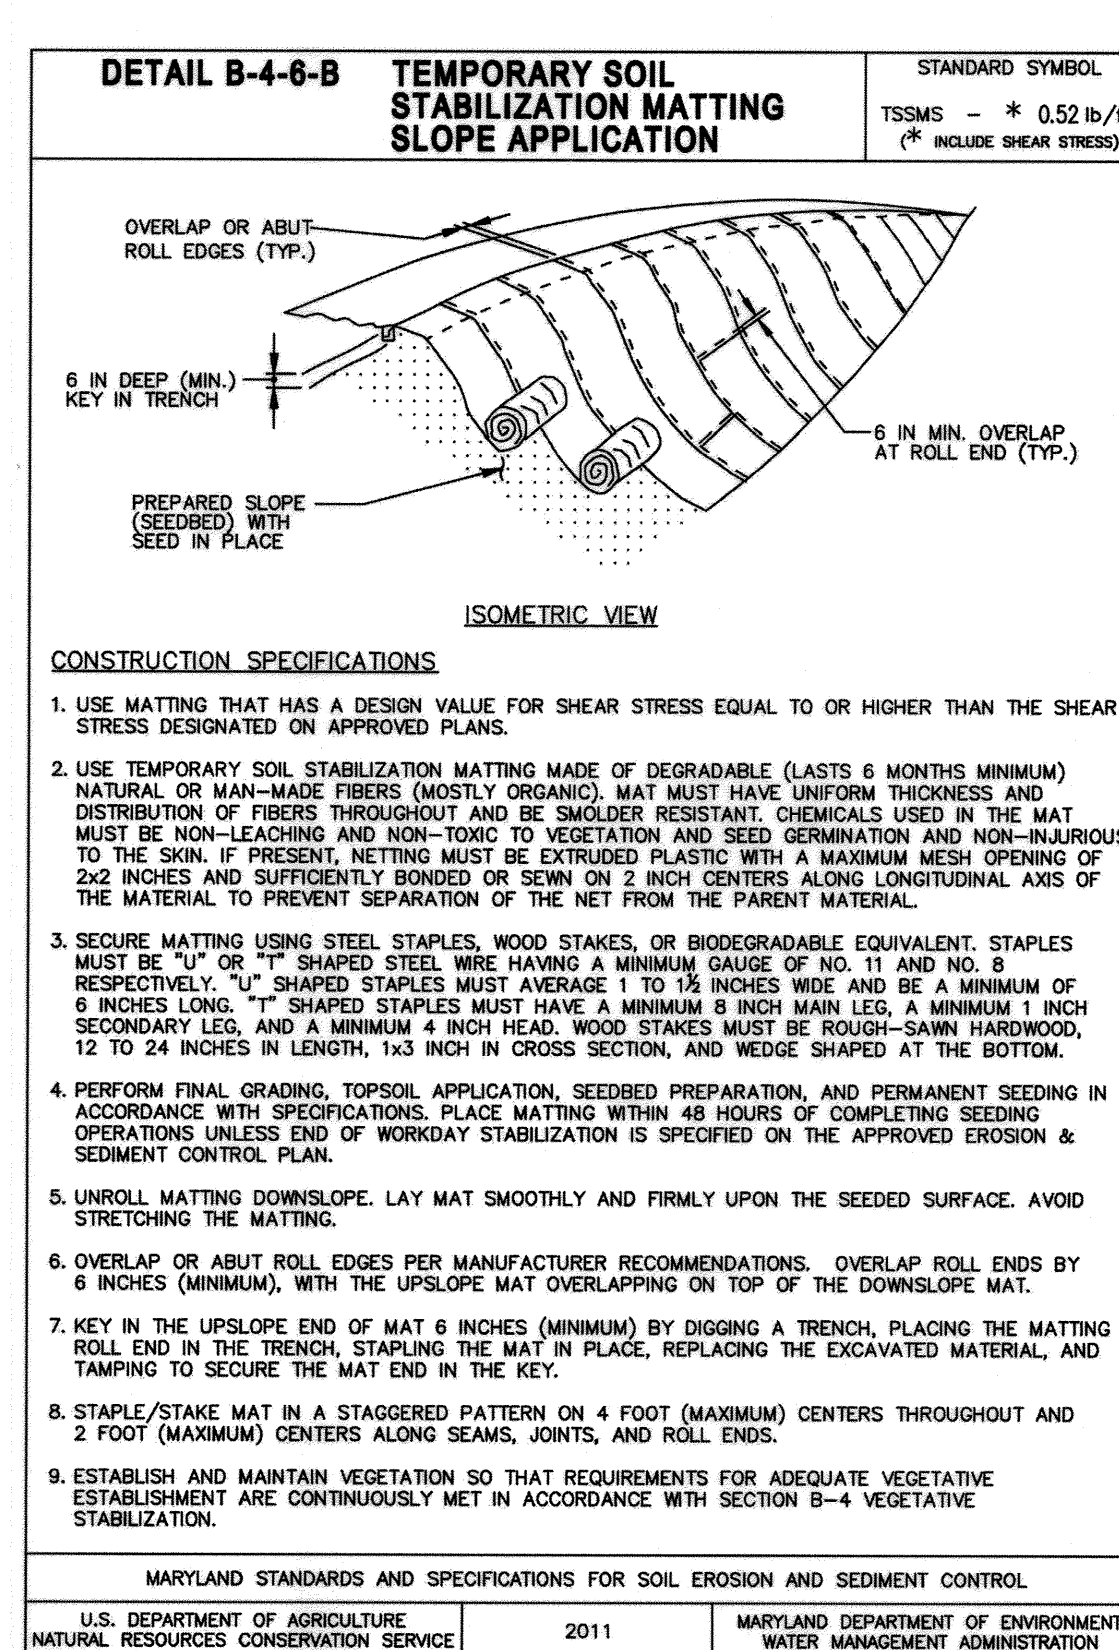 DETAIL B-4-6-B TEMPORARY SOIL
STABILIZATION MATTING
SLOPE APPLICATION
STANDARD SYMBOL
TSSMS - * 0.52 lb/
(* INCLUDE SHEAR STRESS)
OVERLAP OR ABUT
ROLL EDGES (TYP.)
6 IN DEEP (MIN.)
KEY IN TRENCH
6 IN MIN. OVERLAP
AT ROLL END (TYP.)
PREPARED SLOPE
(SEEDBED) WITH
SEED IN PLACE
ISOMETRIC VIEW
CONSTRUCTION SPECIFICATIONS
1. USE MATTING THAT HAS A DESIGN VALUE FOR SHEAR STRESS EQUAL TO OR HIGHER THAN THE SHEAR
STRESS DESIGNATED ON APPROVED PLANS.
2. USE TEMPORARY SOIL STABILIZATION MATTING MADE OF DEGRADABLE (LASTS 6 MONTHS MINIMUM)
NATURAL OR MAN-MADE FIBERS (MOSTLY ORGANIC). MAT MUST HAVE UNIFORM THICKNESS AND
DISTRIBUTION OF FIBERS THROUGHOUT AND BE SMOLDER RESISTANT. CHEMICALS USED IN THE MAT
MUST BE NON-LEACHING AND NON-TOXIC TO VEGETATION AND SEED GERMINATION AND NON-INJURIOUS
TO THE SKIN. IF PRESENT, NETTING MUST BE EXTRUDED PLASTIC WITH A MAXIMUM MESH OPENING OF
2x2 INCHES AND SUFFICIENTLY BONDED OR SEWN ON 2 INCH CENTERS ALONG LONGITUDINAL AXIS OF
THE MATERIAL TO PREVENT SEPARATION OF THE NET FROM THE PARENT MATERIAL.
3. SECURE MATTING USING STEEL STAPLES, WOOD STAKES, OR BIODEGRADABLE EQUIVALENT. STAPLES
MUST BE "U" OR "T" SHAPED STEEL WIRE HAVING A MINIMUM GAUGE OF NO. 11 AND NO. 8
RESPECTIVELY. "U" SHAPED STAPLES MUST AVERAGE 1 TO 1½ INCHES WIDE AND BE A MINIMUM OF
6 INCHES LONG. "T" SHAPED STAPLES MUST HAVE A MINIMUM 8 INCH MAIN LEG, A MINIMUM 1 INCH
SECONDARY LEG, AND A MINIMUM 4 INCH HEAD. WOOD STAKES MUST BE ROUGH-SAWN HARDWOOD,
12 TO 24 INCHES IN LENGTH, 1x3 INCH IN CROSS SECTION, AND WEDGE SHAPED AT THE BOTTOM.
4. PERFORM FINAL GRADING, TOPSOIL APPLICATION, SEEDBED PREPARATION, AND PERMANENT SEEDING IN
ACCORDANCE WITH SPECIFICATIONS. PLACE MATTING WITHIN 48 HOURS OF COMPLETING SEEDING
OPERATIONS UNLESS END OF WORKDAY STABILIZATION IS SPECIFIED ON THE APPROVED EROSION &
SEDIMENT CONTROL PLAN.
5. UNROLL MATTING DOWNSLOPE. LAY MAT SMOOTHLY AND FIRMLY UPON THE SEEDED SURFACE. AVOID
STRETCHING THE MATTING.
6. OVERLAP OR ABUT ROLL EDGES PER MANUFACTURER RECOMMENDATIONS. OVERLAP ROLL ENDS BY
6 INCHES (MINIMUM), WITH THE UPSLOPE MAT OVERLAPPING ON TOP OF THE DOWNSLOPE MAT.
7. KEY IN THE UPSLOPE END OF MAT 6 INCHES (MINIMUM) BY DIGGING A TRENCH, PLACING THE MATTING
ROLL END IN THE TRENCH, STAPLING THE MAT IN PLACE, REPLACING THE EXCAVATED MATERIAL, AND
TAMPING TO SECURE THE MAT END IN THE KEY.
8. STAPLE/STAKE MAT IN A STAGGERED PATTERN ON 4 FOOT (MAXIMUM) CENTERS THROUGHOUT AND
2 FOOT (MAXIMUM) CENTERS ALONG SEAMS, JOINTS, AND ROLL ENDS.
9. ESTABLISH AND MAINTAIN VEGETATION SO THAT REQUIREMENTS FOR ADEQUATE VEGETATIVE
ESTABLISHMENT ARE CONTINUOUSLY MET IN ACCORDANCE WITH SECTION B-4 VEGETATIVE
STABILIZATION.
MARYLAND STANDARDS AND SPECIFICATIONS FOR SOIL EROSION AND SEDIMENT CONTROL
U.S. DEPARTMENT OF AGRICULTURE
NATURAL RESOURCES CONSERVATION SERVICE
2011
MARYLAND DEPARTMENT OF ENVIRONMENT
WATER MANAGEMENT ADMINISTRATION